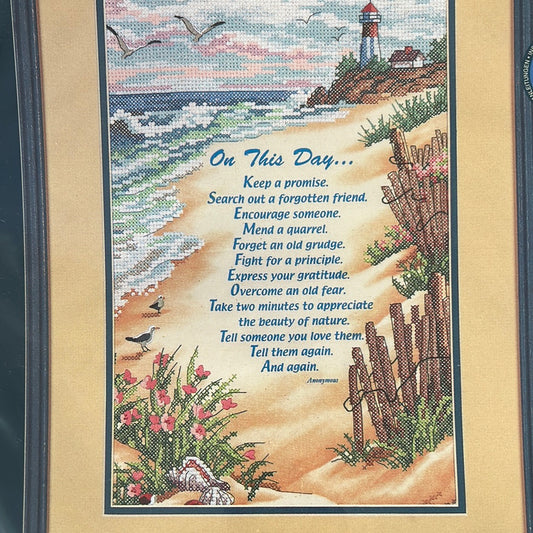 On This Day...
Keep a promise.
Search out a forgotten friend.
Encourage someone.
Mend a quarrel.
Forget an old grudge.
Fight for a principle.
Express your gratitude.
Overcome an old fear.
Take two minutes to appreciate
the beauty of nature.
Tell someone you love them.
Tell them again.
And again.
Anonymous